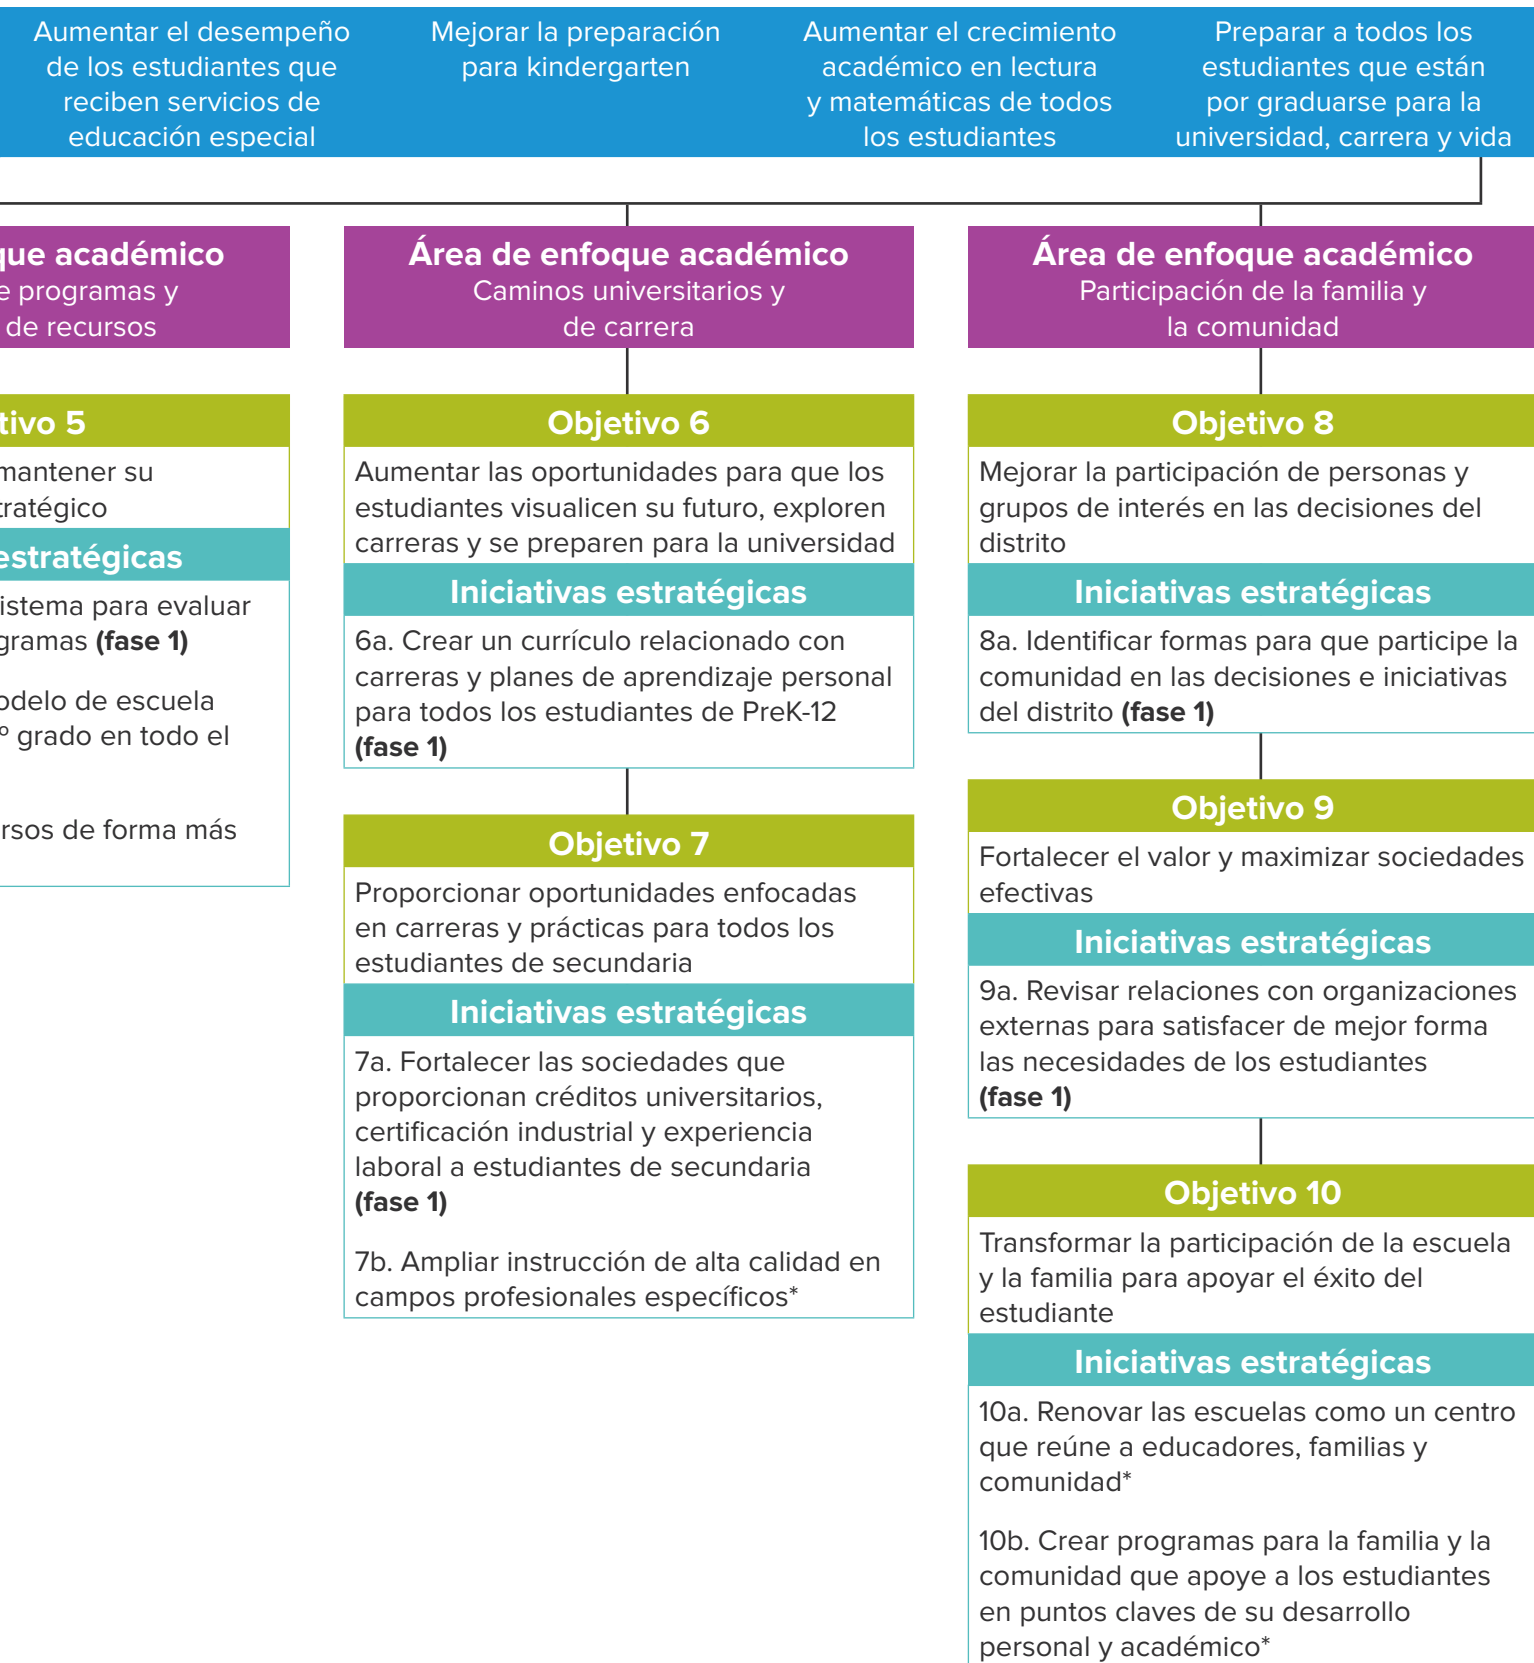 Aumentar el desempeño
de los estudiantes que
reciben servicios de
educación especial
Mejorar la preparación
para kindergarten
Aumentar el crecimiento
académico en lectura
y matemáticas de todos
los estudiantes
Preparar a todos los
estudiantes que están
por graduarse para la
universidad, carrera y vida
académico
programas y
de recursos
5
mantener su
estratégicas
para evaluar
(fase 1)
de escuela
grado en todo el
de forma más
Área de enfoque académico
Caminos universitarios y
de carrera
Objetivo 6
Aumentar las oportunidades para que los
estudiantes visualicen su futuro, exploren
carreras y se preparen para la universidad
Iniciativas estratégicas
6a. Crear un currículo relacionado con
carreras y planes de aprendizaje personal
para todos los estudiantes de PreK-12
(fase 1)
Objetivo 7
Proporcionar oportunidades enfocadas
en carreras y prácticas para todos los
estudiantes de secundaria
Iniciativas estratégicas
7a. Fortalecer las sociedades que
proporcionan créditos universitarios,
certificación industrial y experiencia
laboral a estudiantes de secundaria
(fase 1)
7b. Ampliar instrucción de alta calidad en
campos profesionales específicos*
Área de enfoque académico
Participación de la familia y
la comunidad
Objetivo 8
Mejorar la participación de personas y
grupos de interés en las decisiones del
distrito
Iniciativas estratégicas
8a. Identificar formas para que participe la
comunidad en las decisiones e iniciativas
del distrito (fase 1)
Objetivo 9
Fortalecer el valor y maximizar sociedades
efectivas
Iniciativas estratégicas
9a. Revisar relaciones con organizaciones
externas para satisfacer de mejor forma
las necesidades de los estudiantes
(fase 1)
Objetivo 10
Transformar la participación de la escuela
y la familia para apoyar el éxito del
estudiante
Iniciativas estratégicas
10a. Renovar las escuelas como un centro
que reúne a educadores, familias y
comunidad*
10b. Crear programas para la familia y la
comunidad que apoye a los estudiantes
en puntos claves de su desarrollo
personal y académico*